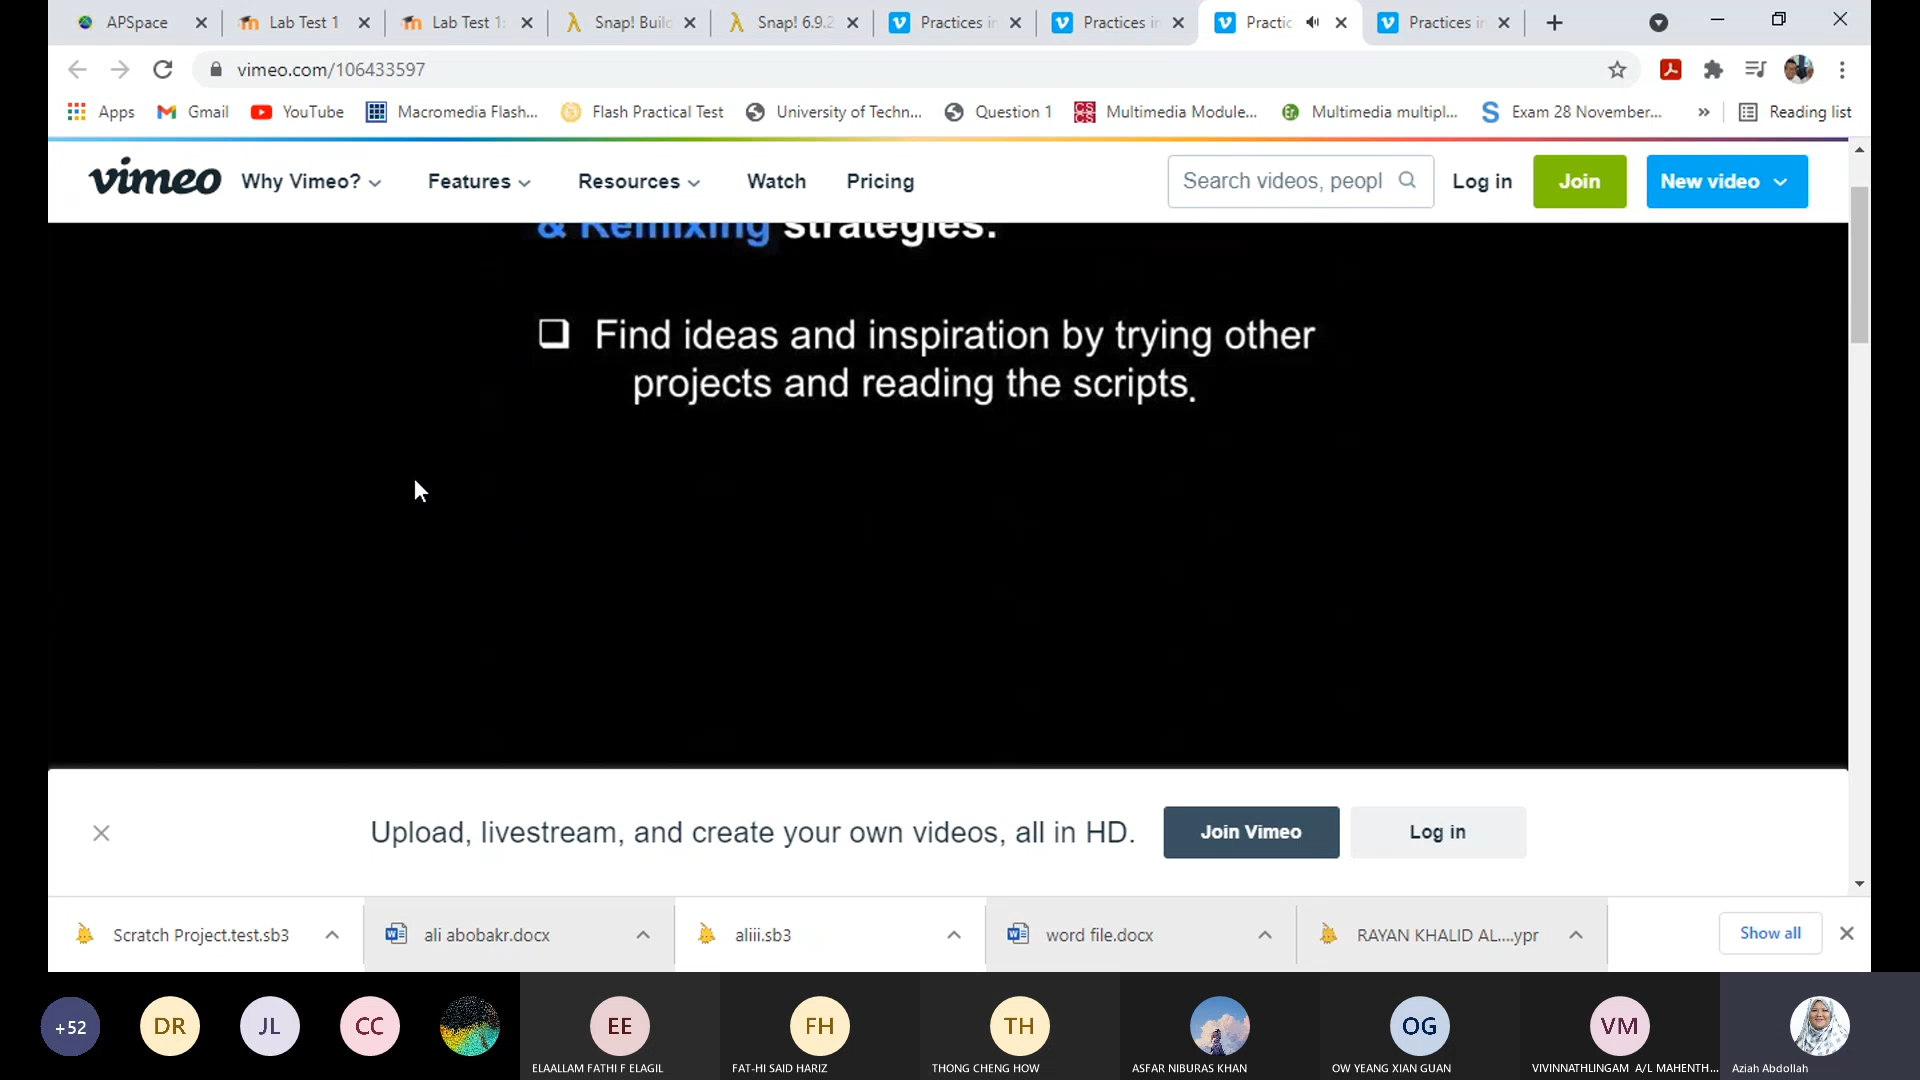 APSpace
Lab Test 1
Lab Test 1:
Snap! Build
Snap! 6.9.2
Practices in
Practices in
Practic
Practices in
vimeo.com/106433597
Apps
Gmail
YouTube
Macromedia Flash...
Flash Practical Test
University of Techn...
Question 1
Multimedia Module...
Multimedia multipl...
Exam 28 November...
»
Reading list
vimeo
Why Vimeo?
Features
Resources
Watch
Pricing
Search videos, peopl
Log in
Join
New video
& Remixing strategies:
Find ideas and inspiration by trying other
projects and reading the scripts.
Upload, livestream, and create your own videos, all in HD.
Join Vimeo
Log in
Scratch Project.test.sb3
ali abobakr.docx
aliii.sb3
word file.docx
RAYAN KHALID AL....ypr
Show all
+52
DR
JL
CC
EE
FH
TH
OG
VM
ELAALLAM FATHI F ELAGIL
FAT-HI SAID HARIZ
THONG CHENG HOW
ASFAR NIBURAS KHAN
OW YEANG XIAN GUAN
VIVINNATHLINGAM A/L MAHENTH...
Aziah Abdollah